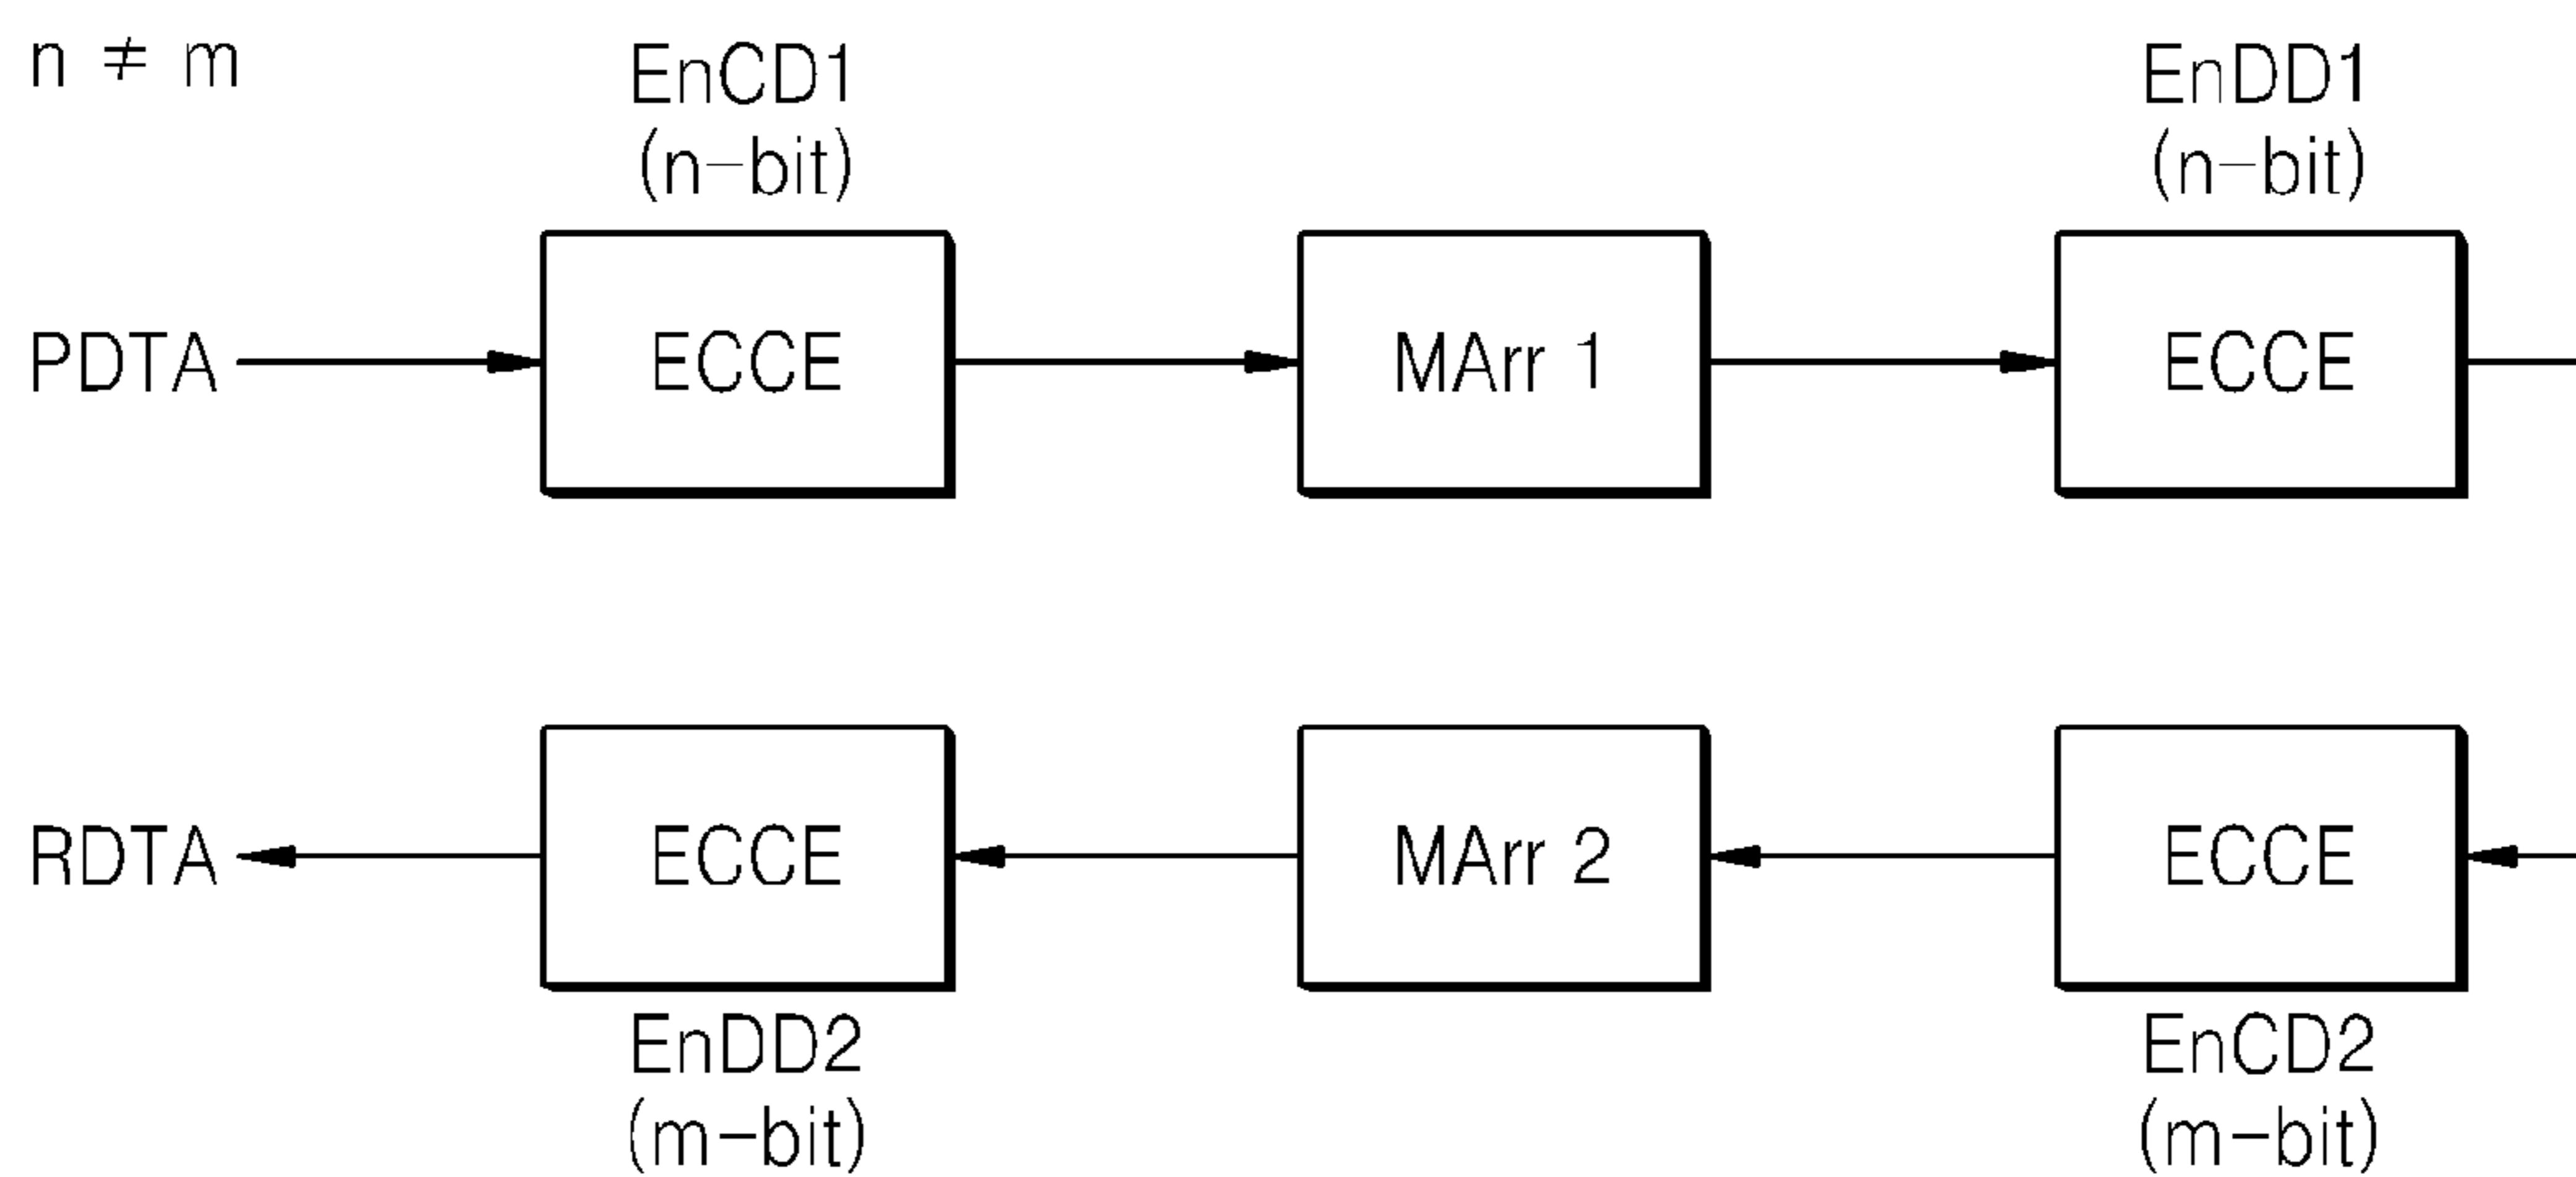 n ≠ m
EnCD1
(n-bit)
EnDD1
(n-bit)
PDTA
ECCE
MArr 1
ECCE
RDTA
ECCE
MArr 2
ECCE
EnDD2
(m-bit)
EnCD2
(m-bit)